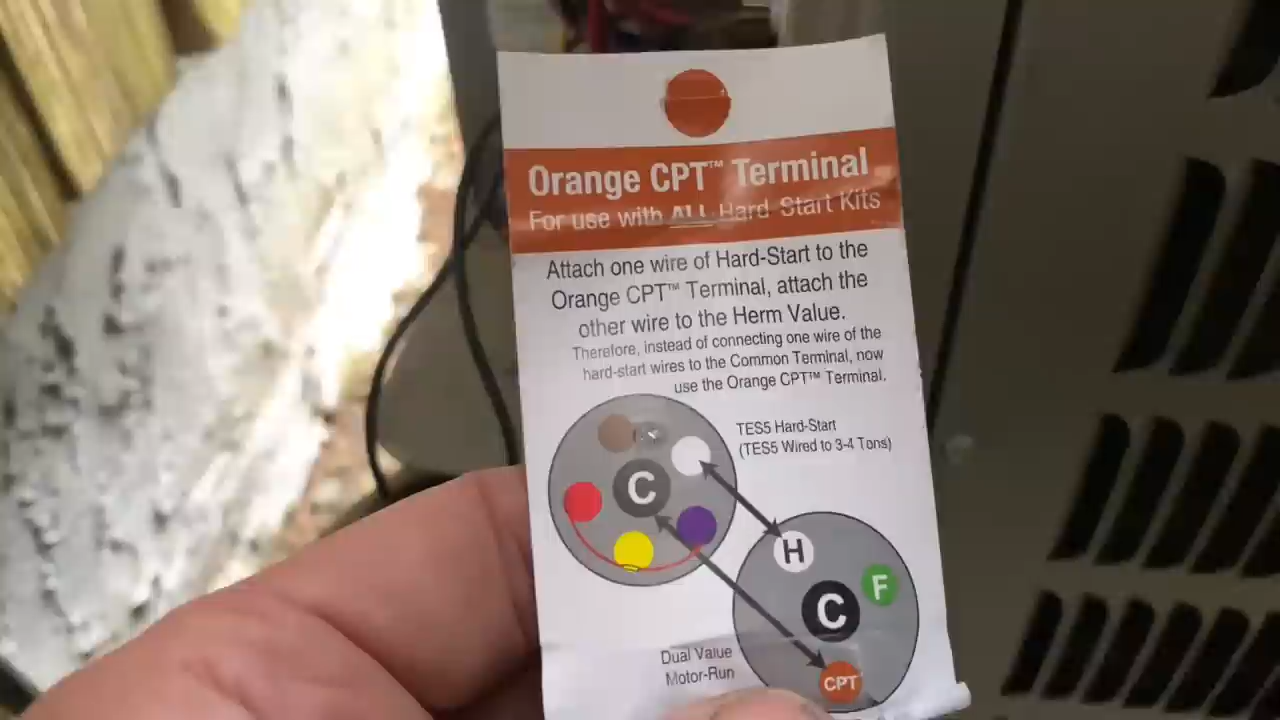 Orange CPT™ Terminal
For use with ALL Hard-Start Kits
Attach one wire of Hard-Start to the
Orange CPT™ Terminal, attach the
other wire to the Herm Value.
Therefore, instead of connecting one wire of the
hard-start wires to the Common Terminal, now
use the Orange CPT™ Terminal.
TES5 Hard-Start
(TES5 Wired to 3-4 Tons)
C
H
F
C
Dual Value
Motor-Run
CPT